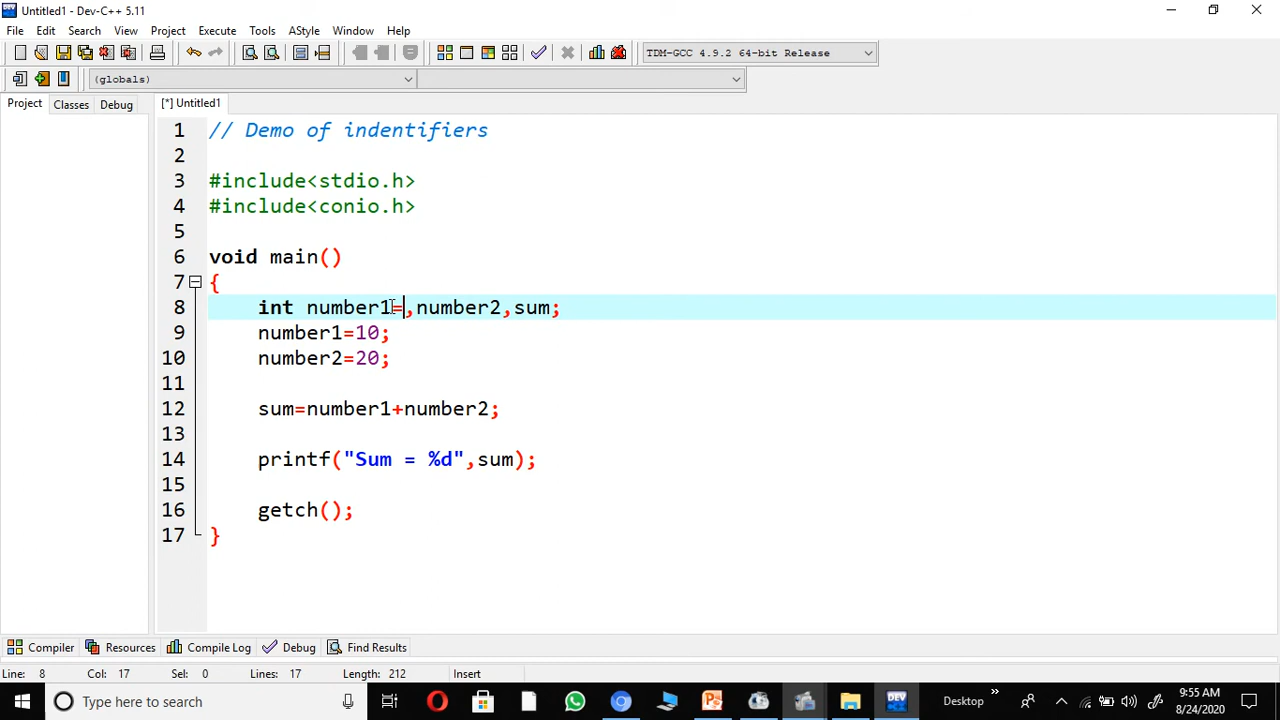 Untitled1 - Dev-C++ 5.11
File Edit Search View Project Execute Tools AStyle Window Help
TDM-GCC 4.9.2 64-bit Release
(globals)
Project Classes Debug [*] Untitled1
1 // Demo of indentifiers
2
3 #include<stdio.h>
4 #include<conio.h>
5
6 void main()
7 {
8 int number1=,number2,sum;
9 number1=10;
10 number2=20;
11
12 sum=number1+number2;
13
14 printf("Sum = %d",sum);
15
16 getch();
17 }
Compiler Resources Compile Log Debug Find Results
Line: 8 Col: 17 Sel: 0 Lines: 17 Length: 212 Insert
Type here to search DEV Desktop » 9:55 AM
8/24/2020